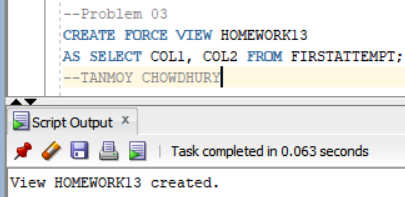 --Problem 03
CREATE FORCE VIEW HOMEWORK13
AS SELECT COL1, COL2 FROM FIRSTATTEMPT;
--TANMOY CHOWDHURY
Script Output x
Task completed in 0.063 seconds
View HOMEWORK13 created.